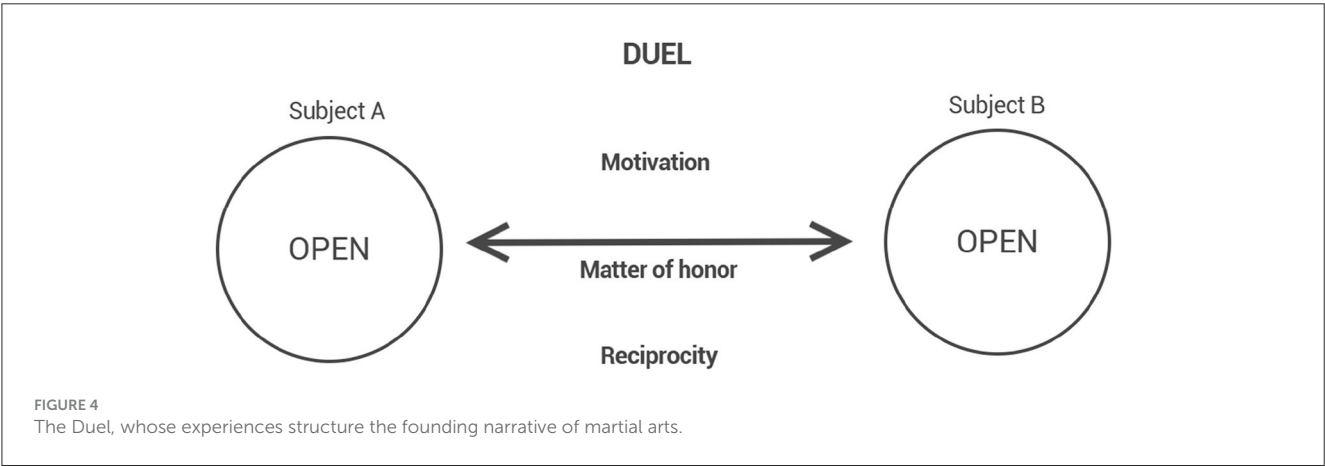 DUEL
Subject A
Subject B
Motivation
OPEN
OPEN
Matter of honor
Reciprocity
FIGURE 4
The Duel, whose experiences structure the founding narrative of martial arts.